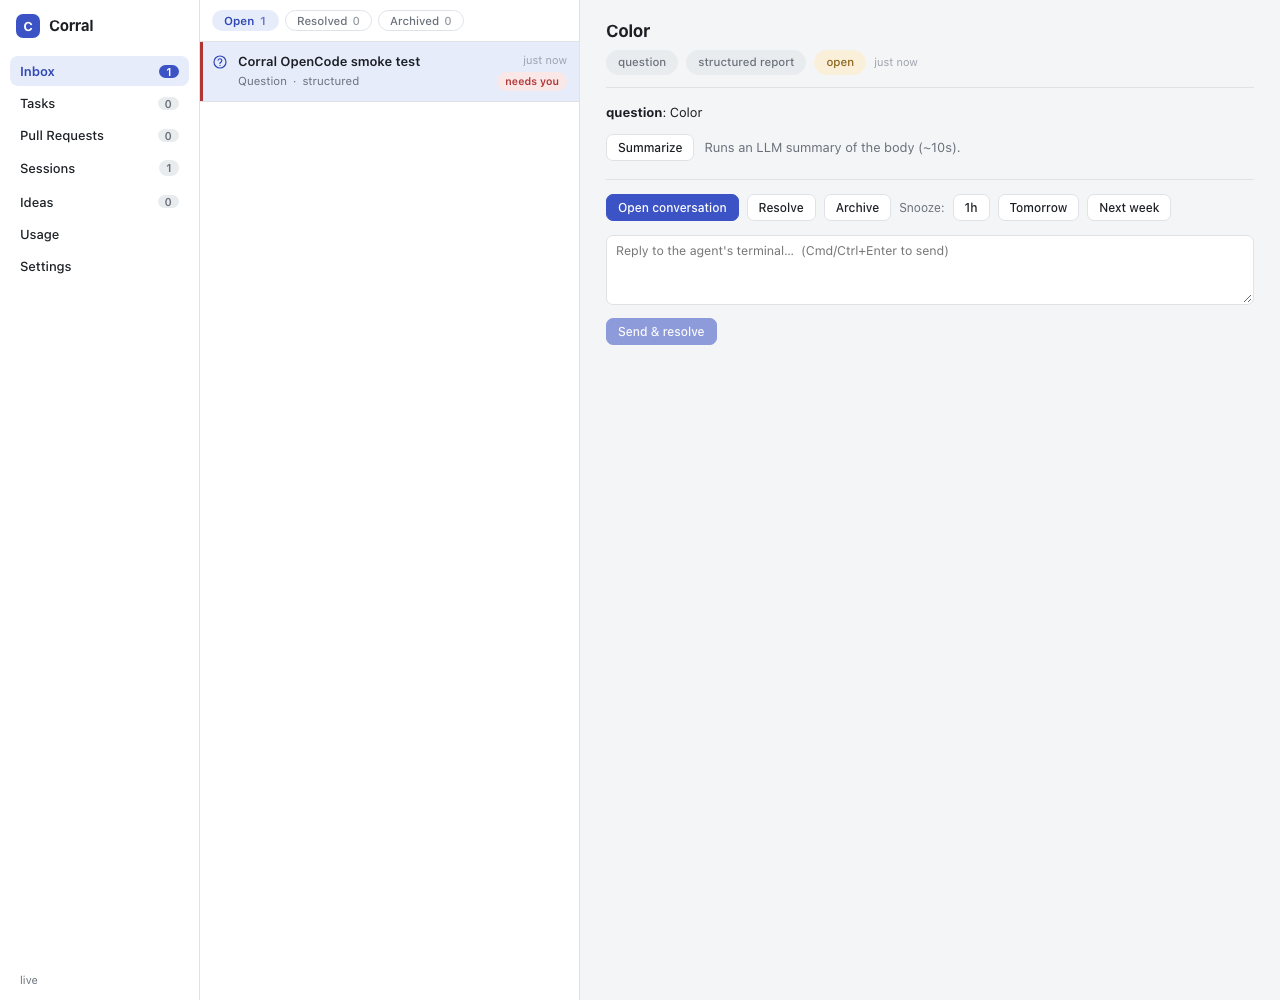 C Corral
Inbox 1
Tasks 0
Pull Requests 0
Sessions 1
Ideas 0
Usage
Settings
live
Open 1 Resolved 0 Archived 0
Corral OpenCode smoke test just now
Question · structured needs you
Color
question structured report open just now
question: Color
Summarize Runs an LLM summary of the body (~10s).
Open conversation Resolve Archive Snooze: 1h Tomorrow Next week
Reply to the agent's terminal... (Cmd/Ctrl+Enter to send)
Send & resolve